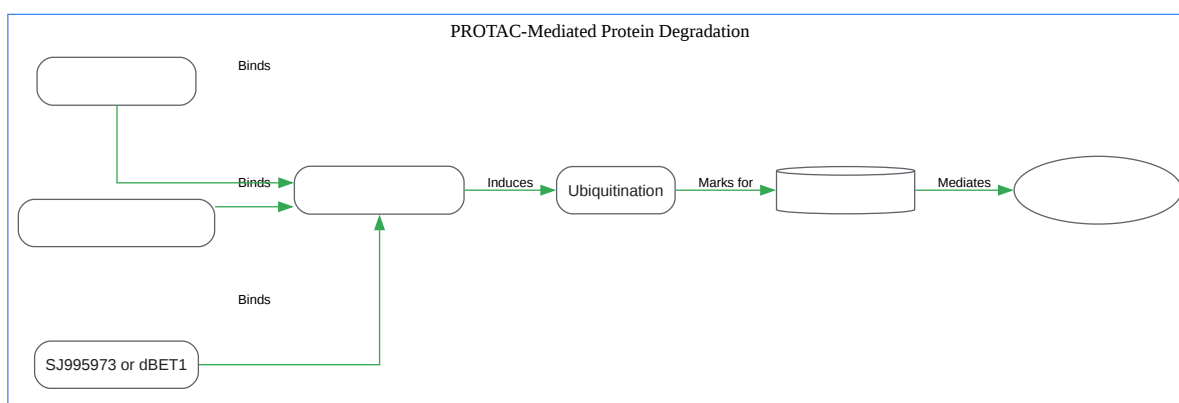 PROTAC-Mediated Protein Degradation
Binds
Binds
Induces
Ubiquitination
Marks for
Mediates
Binds
SJ995973 or dBET1